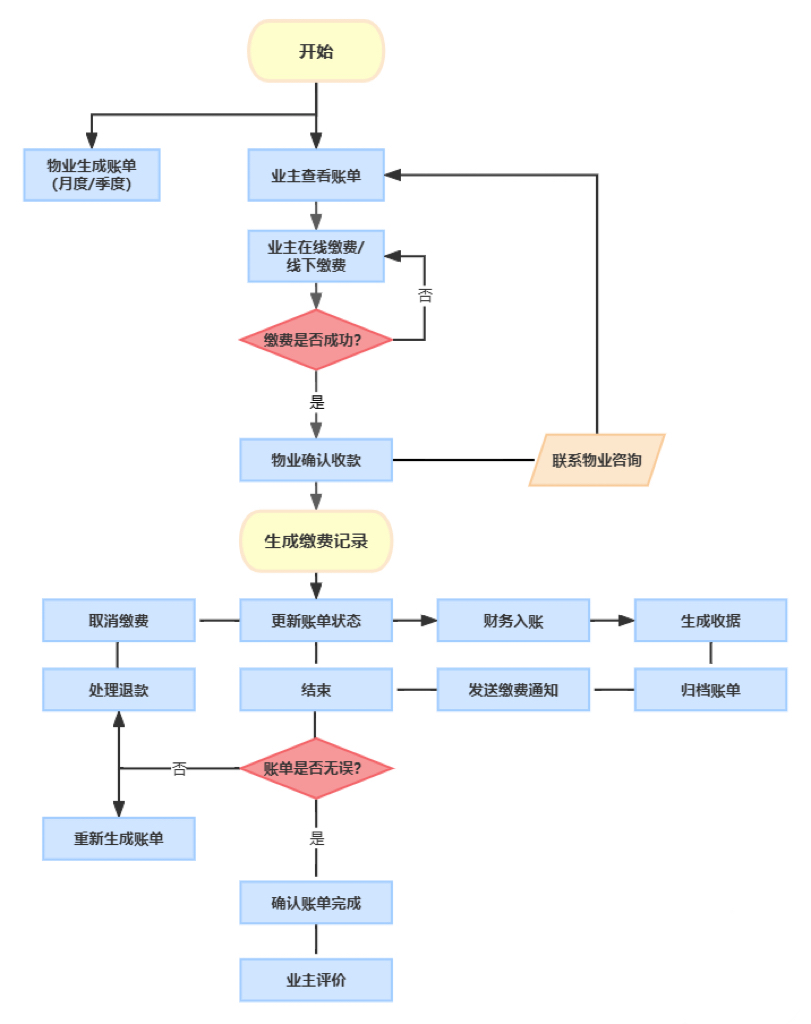 开始
物业生成账单
(月度/季度)
业主查看账单
业主在线缴费/
线下缴费
否
缴费是否成功?
是
物业确认收款
联系物业咨询
生成缴费记录
取消缴费
更新账单状态
财务入账
生成收据
处理退款
结束
发送缴费通知
归档账单
否
账单是否无误?
重新生成账单
是
确认账单完成
业主评价